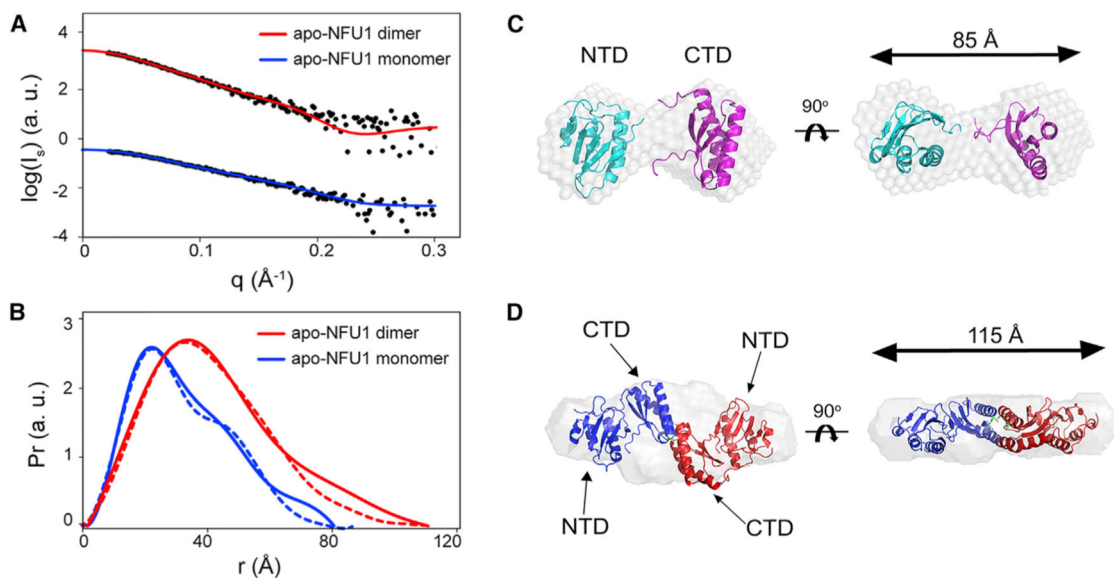 A
4
2
0
-2
-4
log(I_s) (a. u.)
apo-NFU1 dimer
apo-NFU1 monomer
0 0.1 0.2 0.3
q (Å⁻¹)
B
3
2
1
0
Pr (a. u.)
apo-NFU1 dimer
apo-NFU1 monomer
0 40 80 120
r (Å)
C
NTD CTD
90º
85 Å
D
CTD
NTD
NTD
CTD
90º
115 Å